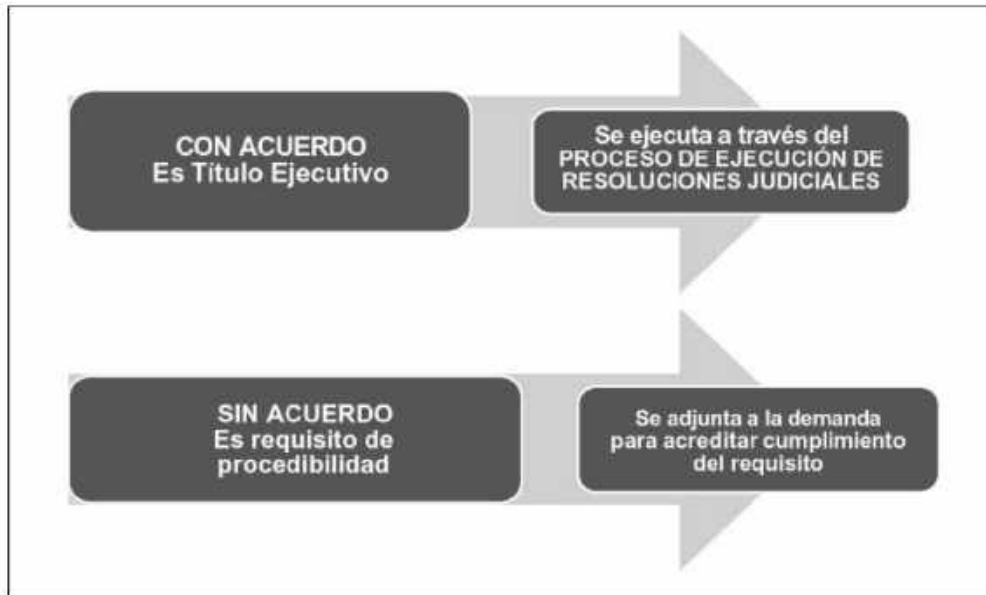 CON ACUERDO
Es Título Ejecutivo
Se ejecuta a través del
PROCESO DE EJECUCIÓN DE
RESOLUCIONES JUDICIALES
SIN ACUERDO
Es requisito de
procedibilidad
Se adjunta a la demanda
para acreditar cumplimiento
del requisito